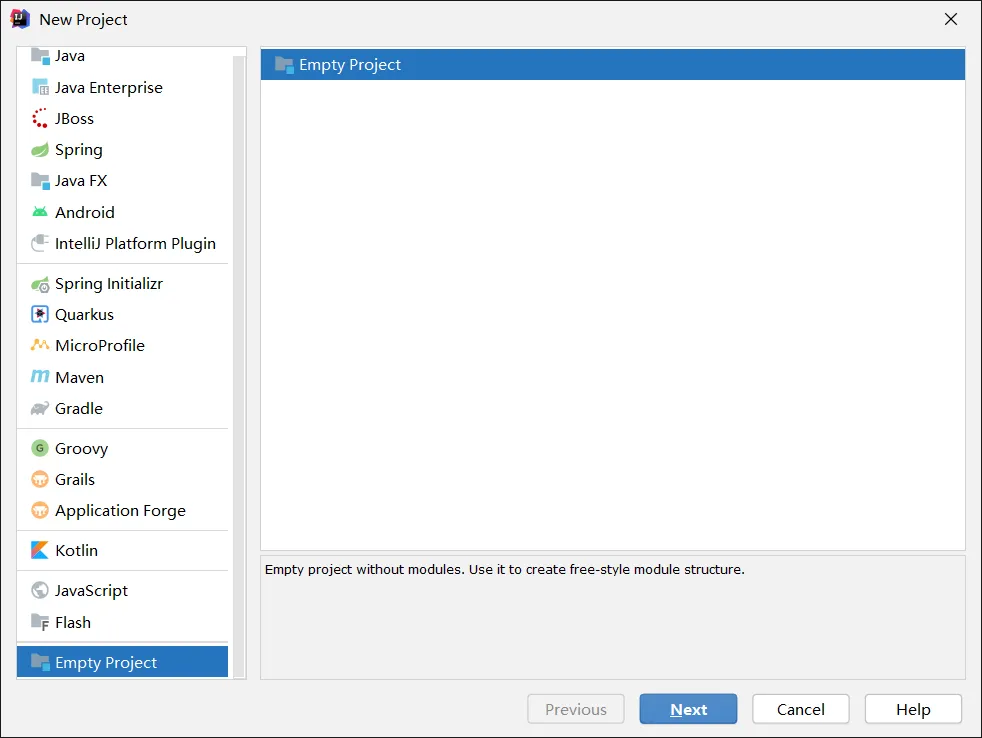 New Project
Java
Java Enterprise
JBoss
Spring
Java FX
Android
IntelliJ Platform Plugin
Spring Initializr
Quarkus
MicroProfile
Maven
Gradle
Groovy
Grails
Application Forge
Kotlin
JavaScript
Flash
Empty Project
Empty Project
Empty project without modules. Use it to create free-style module structure.
Previous
Next
Cancel
Help